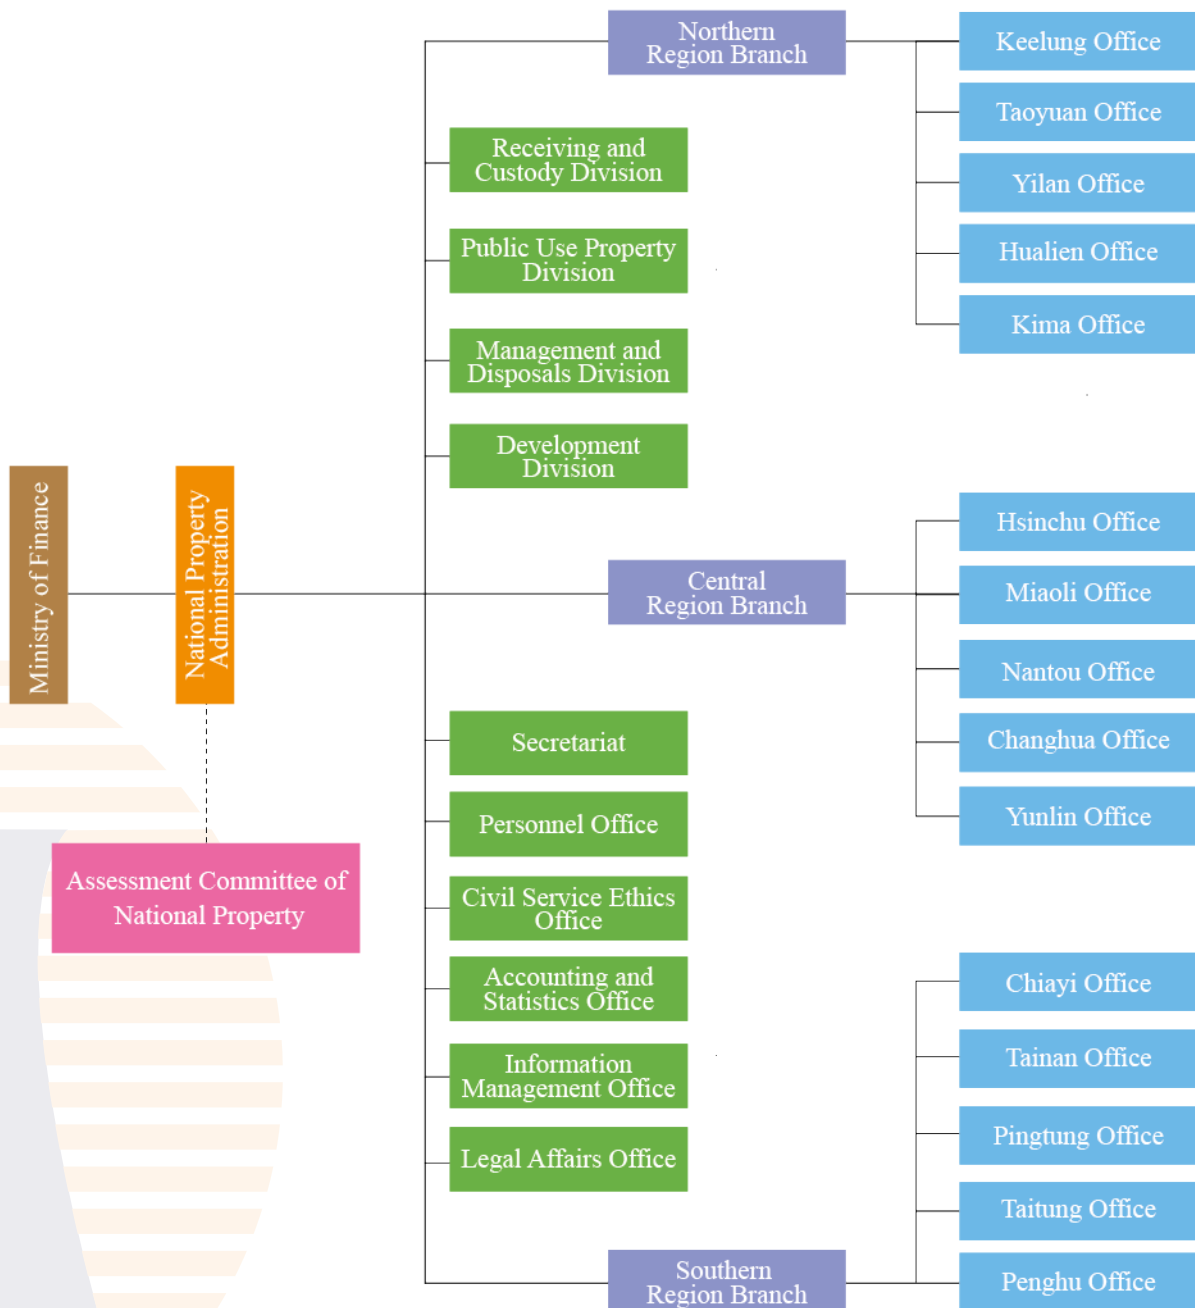 Ministry of Finance
National Property
Administration
Assessment Committee of
National Property
Northern
Region Branch
Keelung Office
Taoyuan Office
Yilan Office
Hualien Office
Kima Office
Receiving and
Custody Division
Public Use Property
Division
Management and
Disposals Division
Development
Division
Central
Region Branch
Hsinchu Office
Miaoli Office
Nantou Office
Changhua Office
Yunlin Office
Secretariat
Personnel Office
Civil Service Ethics
Office
Accounting and
Statistics Office
Information
Management Office
Legal Affairs Office
Southern
Region Branch
Chiayi Office
Tainan Office
Pingtung Office
Taitung Office
Penghu Office